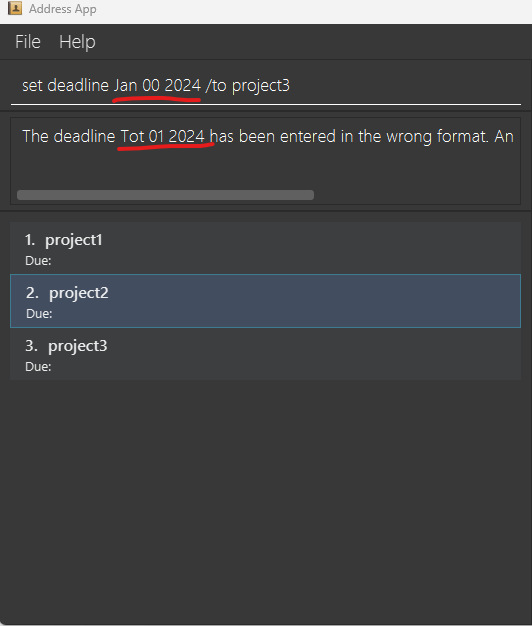 Address App
File Help
set deadline Jan 00 2024 /to project3
The deadline Tot 01 2024 has been entered in the wrong format. An
1. project1
Due:
2. project2
Due:
3. project3
Due: